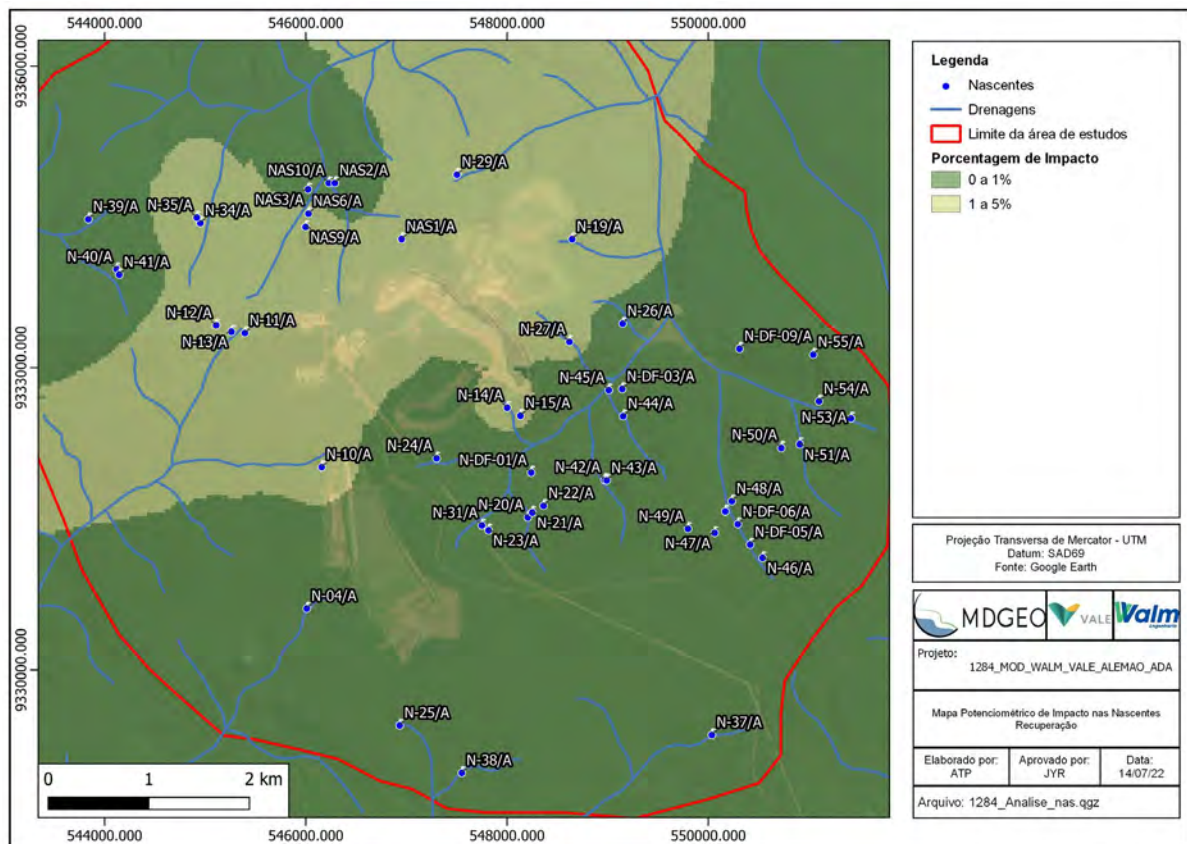 544000.000 546000.000 548000.000 550000.000
9336000.000
9333000.000
9330000.000
NAS10/A NAS2/A
N-29/A
NAS3/A NAS6/A
N-39/A
N-35/A
N-34/A
NAS9/A
NAS1/A
N-19/A
N-40/A
N-41/A
N-12/A
N-11/A
N-13/A
N-26/A
N-27/A
N-DF-09/A
N-55/A
N-45/A
N-DF-03/A
N-14/A
N-15/A
N-44/A
N-54/A
N-53/A
N-24/A
N-50/A
N-51/A
N-10/A
N-DF-01/A
N-42/A
N-43/A
N-22/A
N-48/A
N-20/A
N-31/A
N-21/A
N-49/A
N-DF-06/A
N-23/A
N-47/A
N-DF-05/A
N-46/A
N-04/A
N-25/A
N-37/A
N-38/A
0 1 2 km
544000.000 546000.000 548000.000 550000.000
Legenda
Nascentes
Drenagens
Limite da área de estudos
Porcentagem de Impacto
0 a 1%
1 a 5%
Projeção Transversa de Mercator - UTM
Datum: SAD69
Fonte: Google Earth
MDGEO VALE Walm
engenharia
Projeto:
1284_MOD_WALM_VALE_ALEMAO_ADA
Mapa Potenciométrico de Impacto nas Nascentes
Recuperação
Elaborado por:
ATP
Aprovado por:
JYR
Data:
14/07/22
Arquivo: 1284_Analise_nas.qgz